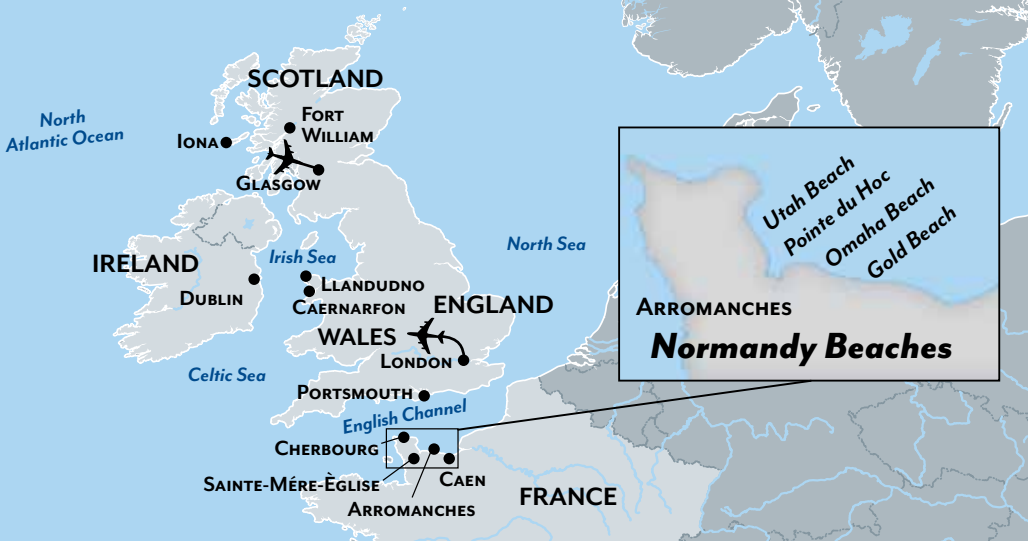 SCOTLAND
North
Atlantic Ocean
FORT
WILLIAM
IONA
GLASGOW
North Sea
IRELAND
Irish Sea
DUBLIN
LLANDUDNO
CAERNARFON
ENGLAND
WALES
LONDON
Celtic Sea
PORTSMOUTH
English Channel
CHERBOURG
SAINTE-MÉRE-ÈGLISE
CAEN
ARROMANCHES
FRANCE
Utah Beach
Pointe du Hoc
Omaha Beach
Gold Beach
ARROMANCHES
Normandy Beaches